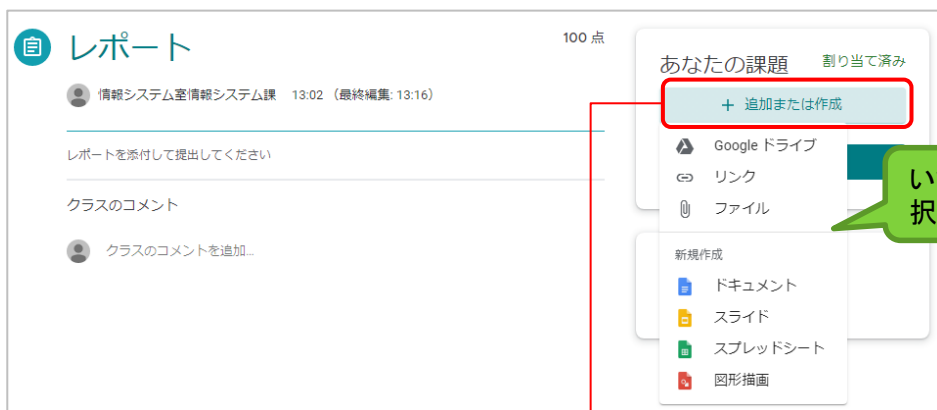 レポート
100 点
情報システム室情報システム課 13:02 (最終編集: 13:16)
レポートを添付して提出してください
クラスのコメント
クラスのコメントを追加...
あなたの課題 割り当て済み
+ 追加または作成
Google ドライブ
リンク
ファイル
新規作成
ドキュメント
スライド
スプレッドシート
図形描画
い
択